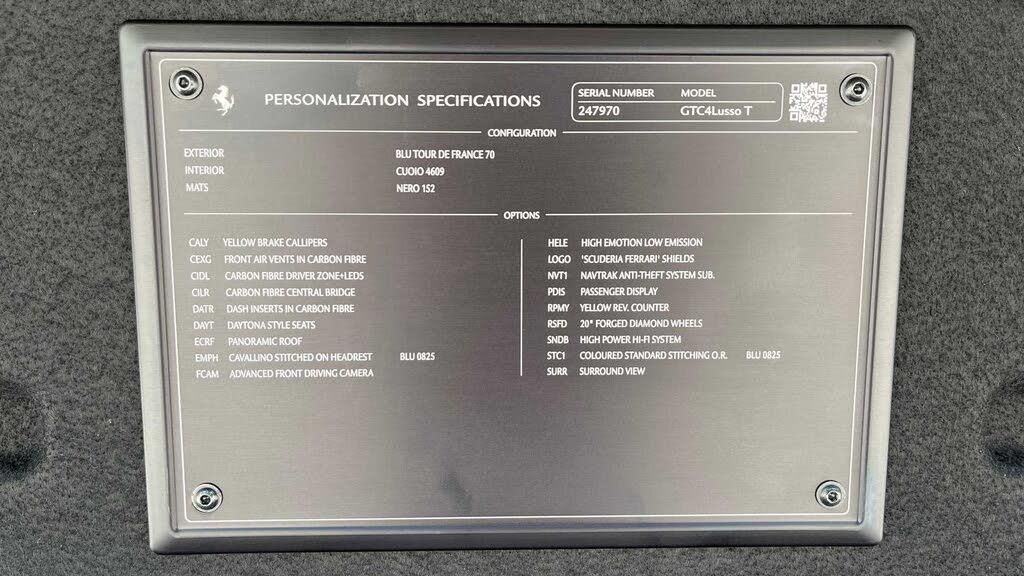 PERSONALIZATION SPECIFICATIONS
SERIAL NUMBER MODEL
247970 GTC4Lusso T
CONFIGURATION
EXTERIOR BLU TOUR DE FRANCE 70
INTERIOR CUOIO 4609
MATS NERO 152
OPTIONS
CALY YELLOW BRAKE CALLIPERS
CEXG FRONT AIR VENTS IN CARBON FIBRE
CIDL CARBON FIBRE DRIVER ZONE+LEDS
CILR CARBON FIBRE CENTRAL BRIDGE
DATR DASH INSERTS IN CARBON FIBRE
DAYT DAYTONA STYLE SEATS
ECRF PANORAMIC ROOF
EMPH CAVALLINO STITCHED ON HEADREST BLU 0825
FCAM ADVANCED FRONT DRIVING CAMERA
HELE HIGH EMOTION LOW EMISSION
LOGO 'SCUDERIA FERRARI' SHIELDS
NVT1 NAVTRAK ANTI-THEFT SYSTEM SUB.
PDIS PASSENGER DISPLAY
RPMY YELLOW REV. COUNTER
RSFD 20" FORGED DIAMOND WHEELS
SNDB HIGH POWER HI-FI SYSTEM
STC1 COLOURED STANDARD STITCHING O.R. BLU 0825
SURR SURROUND VIEW